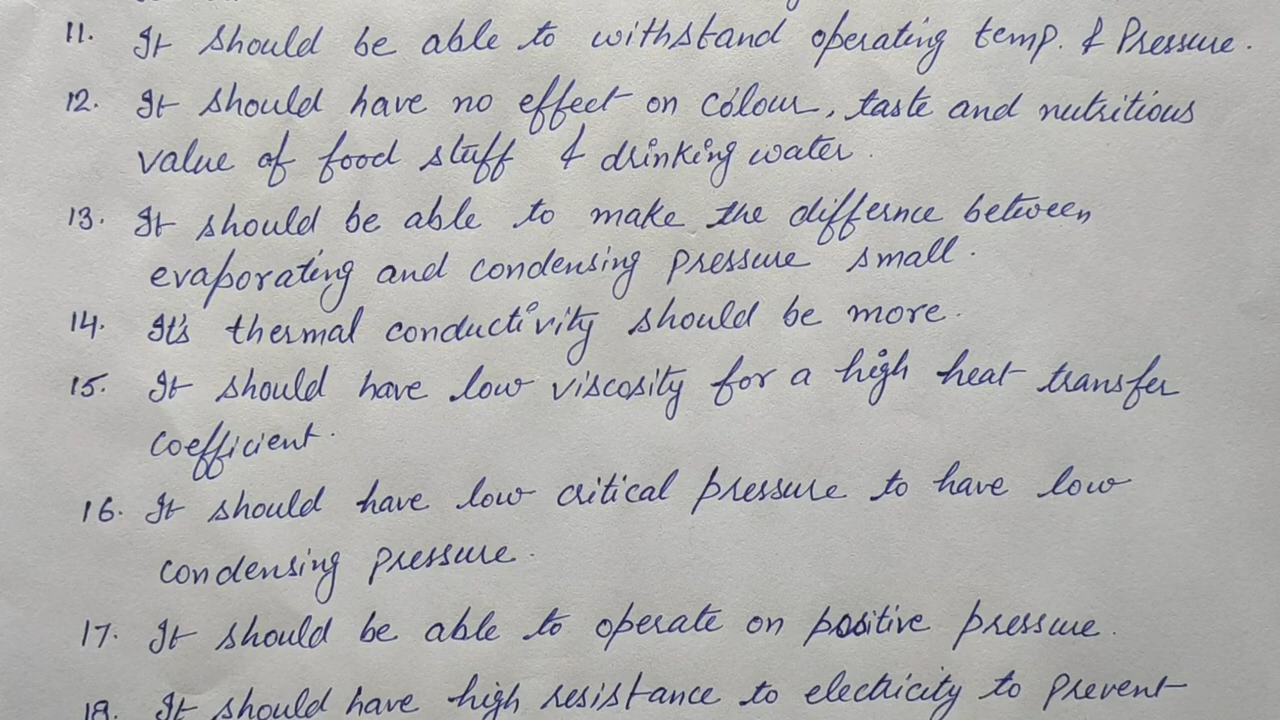 11. It should be able to withstand operating temp. & Pressure.
12. It should have no effect on colour, taste and nutritious
value of food stuff & drinking water.
13. It should be able to make the differnce between
evaporating and condensing pressure small.
14. It's thermal conductivity should be more.
15. It should have low viscosity for a high heat transfer
coefficient.
16. It should have low critical pressure to have low
condensing pressure.
17. It should be able to operate on positive pressure.
18. It should have high resistance to electricity to prevent